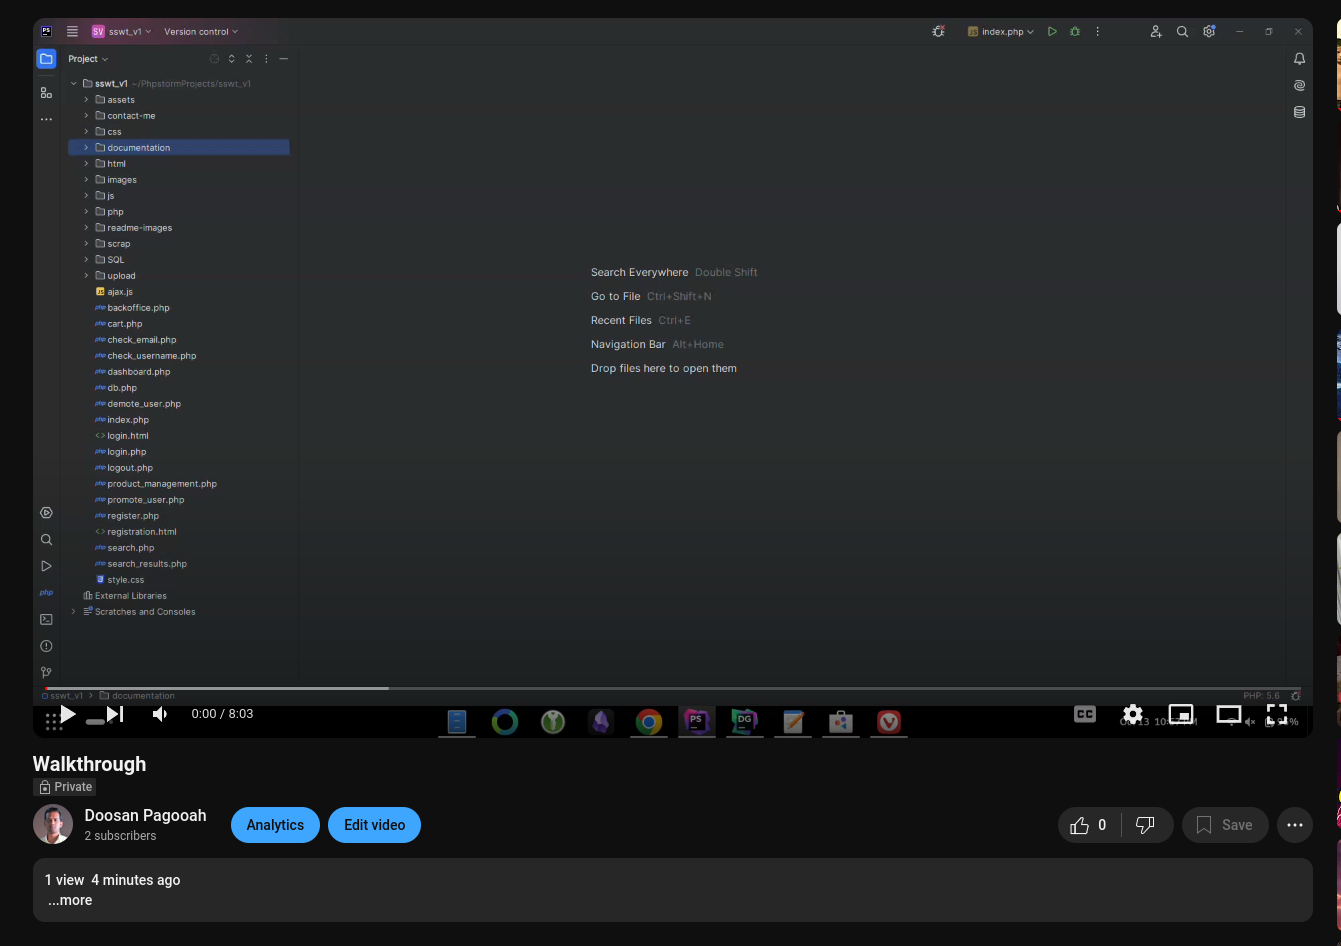 PS SV sswt_v1 Version control index.php
Project
sswt_v1 ~/PhpstormProjects/sswt_v1
assets
contact-me
css
documentation
html
images
js
php
readme-images
scrap
SQL
upload
ajax.js
backoffice.php
cart.php
check_email.php
check_username.php
dashboard.php
db.php
demote_user.php
index.php
login.html
login.php
logout.php
product_management.php
promote_user.php
register.php
registration.html
search.php
search_results.php
style.css
External Libraries
Scratches and Consoles
Search Everywhere Double Shift
Go to File Ctrl+Shift+N
Recent Files Ctrl+E
Navigation Bar Alt+Home
Drop files here to open them
php
sswt_v1 > documentation PHP: 5.6
0:00 / 8:03 PS DG CC
Walkthrough
Private
Doosan Pagooah
2 subscribers
Analytics Edit video 0 Save
1 view 4 minutes ago
...more